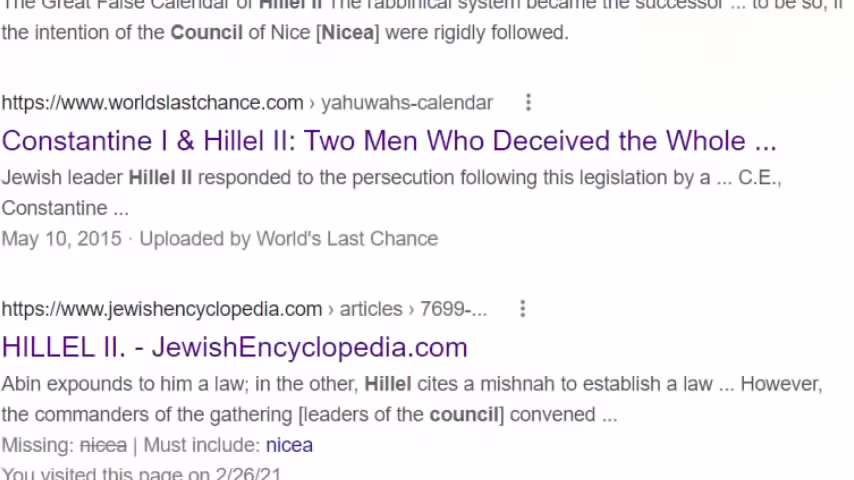 The Great False Calendar of Hillel II The rabbinical system became the successor ... to be so, if
the intention of the Council of Nice [Nicea] were rigidly followed.
https://www.worldslastchance.com › yahuwahs-calendar
Constantine I & Hillel II: Two Men Who Deceived the Whole ...
Jewish leader Hillel II responded to the persecution following this legislation by a ... C.E.,
Constantine ...
May 10, 2015 · Uploaded by World's Last Chance
https://www.jewishencyclopedia.com › articles › 7699-...
HILLEL II. - JewishEncyclopedia.com
Abin expounds to him a law; in the other, Hillel cites a mishnah to establish a law ... However,
the commanders of the gathering [leaders of the council] convened ...
Missing: nicea | Must include: nicea
You visited this page on 2/26/21